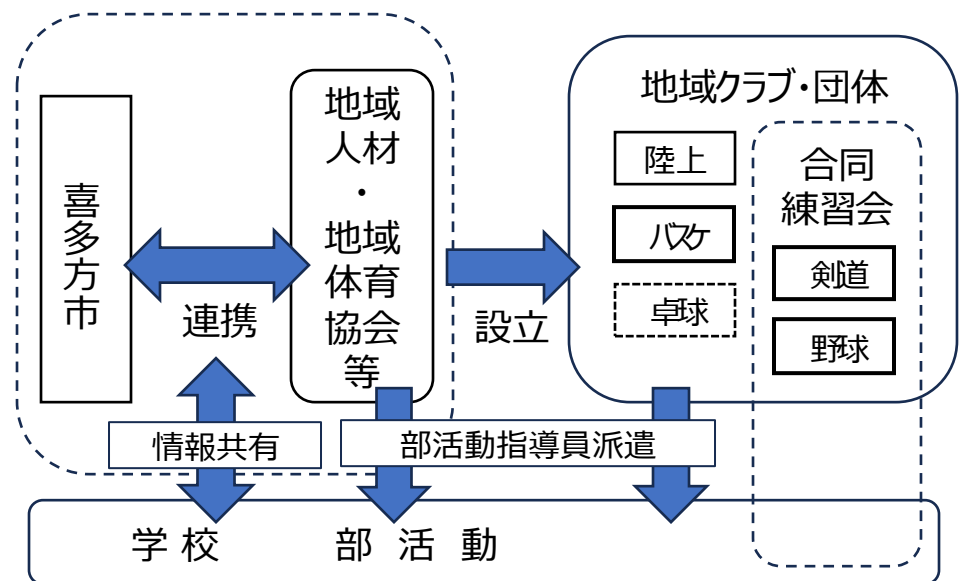 喜多方市
地域
人材
・
地域
体育
協会
等
連携
設立
地域クラブ・団体
陸上
バスケ
卓球
合同
練習会
剣道
野球
情報共有
部活動指導員派遣
学校 部活動